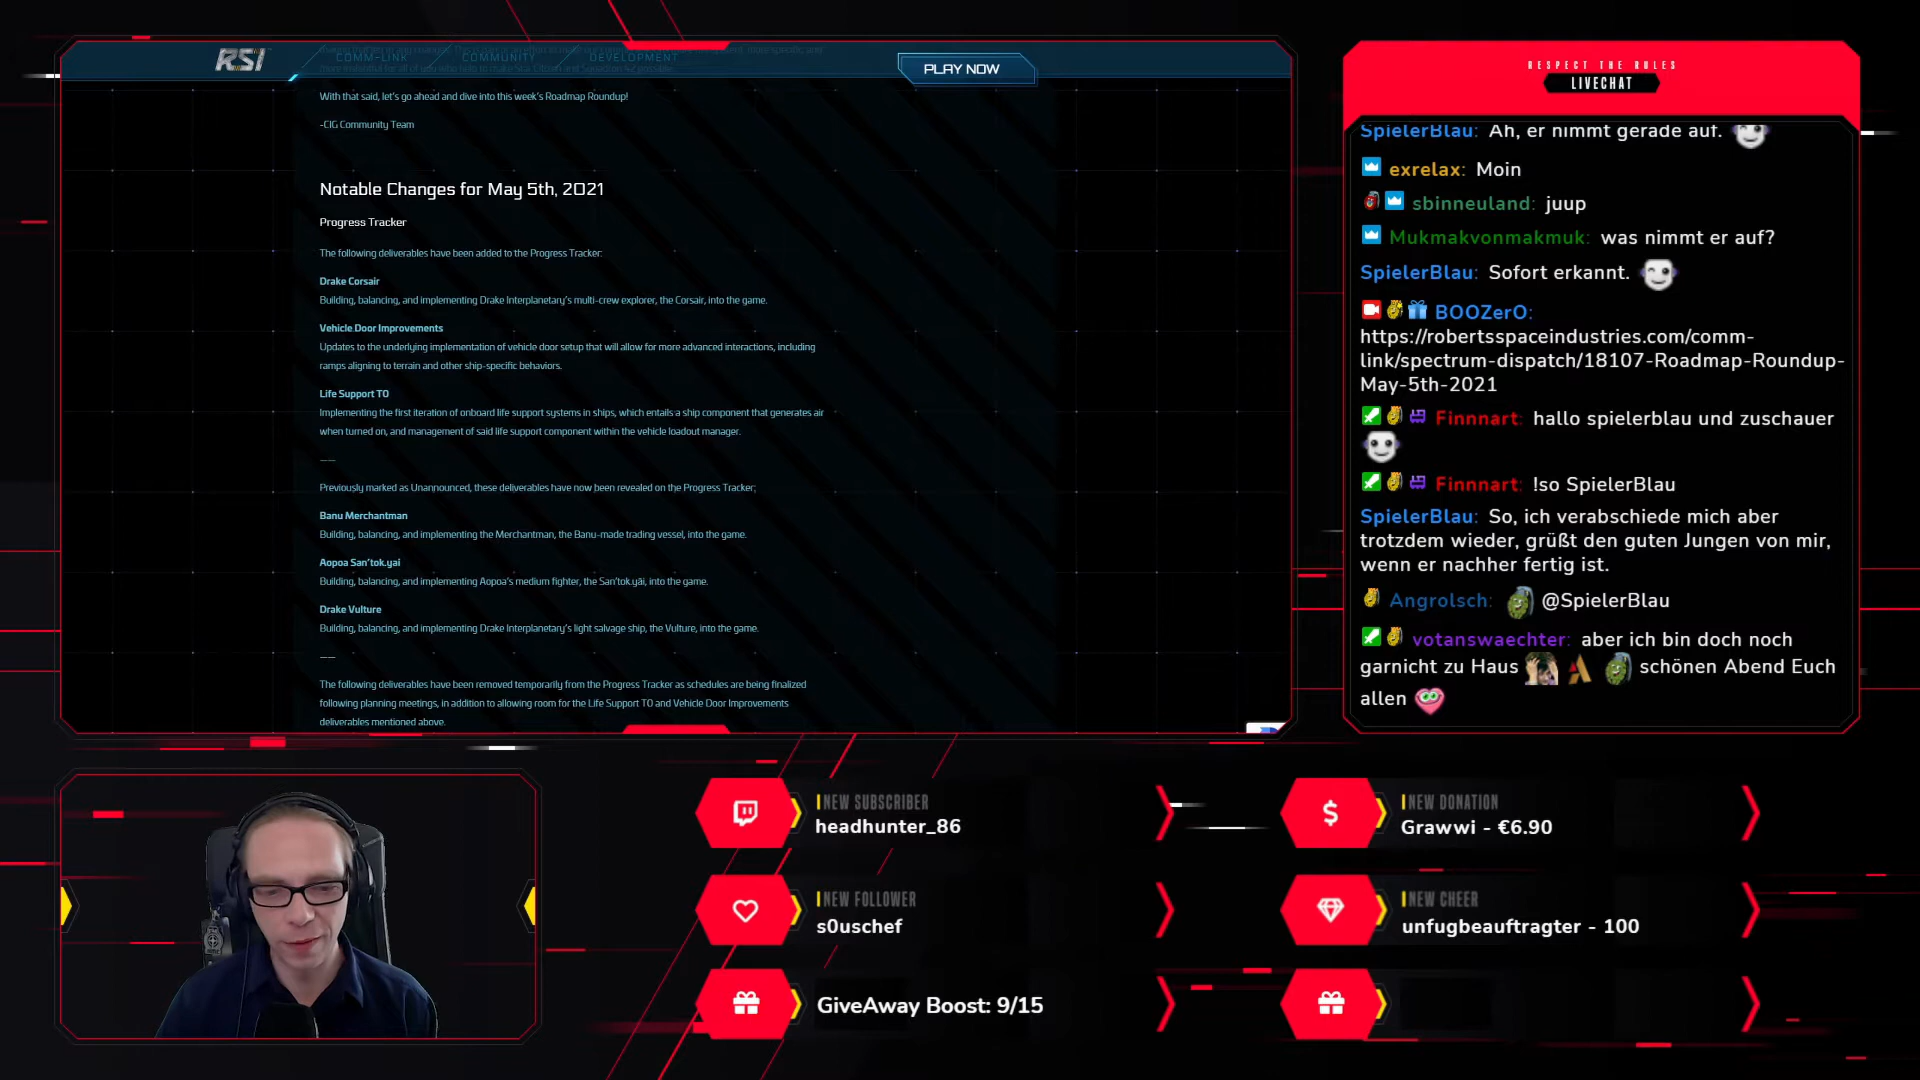 RSI
COMM-LINK
COMMUNITY
DEVELOPMENT
PLAY NOW
With that said, let's go ahead and dive into this week's Roadmap Roundup!
-CIG Community Team
Notable Changes for May 5th, 2021
Progress Tracker
The following deliverables have been added to the Progress Tracker:
Drake Corsair
Building, balancing, and implementing Drake Interplanetary's multi-crew explorer, the Corsair, into the game.
Vehicle Door Improvements
Updates to the underlying implementation of vehicle door setup that will allow for more advanced interactions, including
ramps aligning to terrain and other ship-specific behaviors.
Life Support T0
Implementing the first iteration of onboard life support systems in ships, which entails a ship component that generates air
when turned on, and management of said life support component within the vehicle loadout manager.
___
Previously marked as Unannounced, these deliverables have now been revealed on the Progress Tracker:
Banu Merchantman
Building, balancing, and implementing the Merchantman, the Banu-made trading vessel, into the game.
Aopoa San'tok.yai
Building, balancing, and implementing Aopoa's medium fighter, the San'tok.yāi, into the game.
Drake Vulture
Building, balancing, and implementing Drake Interplanetary's light salvage ship, the Vulture, into the game.
___
The following deliverables have been removed temporarily from the Progress Tracker as schedules are being finalized
following planning meetings, in addition to allowing room for the Life Support T0 and Vehicle Door Improvements
deliverables mentioned above.
RESPECT THE RULES
LIVECHAT
SpielerBlau: Ah, er nimmt gerade auf.
exrelax: Moin
sbinneuland: juup
Mukmakvonmakmuk: was nimmt er auf?
SpielerBlau: Sofort erkannt.
BOOZerO:
https://robertsspaceindustries.com/comm-
link/spectrum-dispatch/18107-Roadmap-Roundup-
May-5th-2021
Finnnart: hallo spielerblau und zuschauer
Finnnart: !so SpielerBlau
SpielerBlau: So, ich verabschiede mich aber
trotzdem wieder, grüßt den guten Jungen von mir,
wenn er nachher fertig ist.
Angrolsch: @SpielerBlau
votanswaechter: aber ich bin doch noch
garnicht zu Haus schönen Abend Euch
allen
NEW SUBSCRIBER
headhunter_86
NEW DONATION
Grawwi - €6.90
NEW FOLLOWER
s0uschef
NEW CHEER
unfugbeauftragter - 100
GiveAway Boost: 9/15